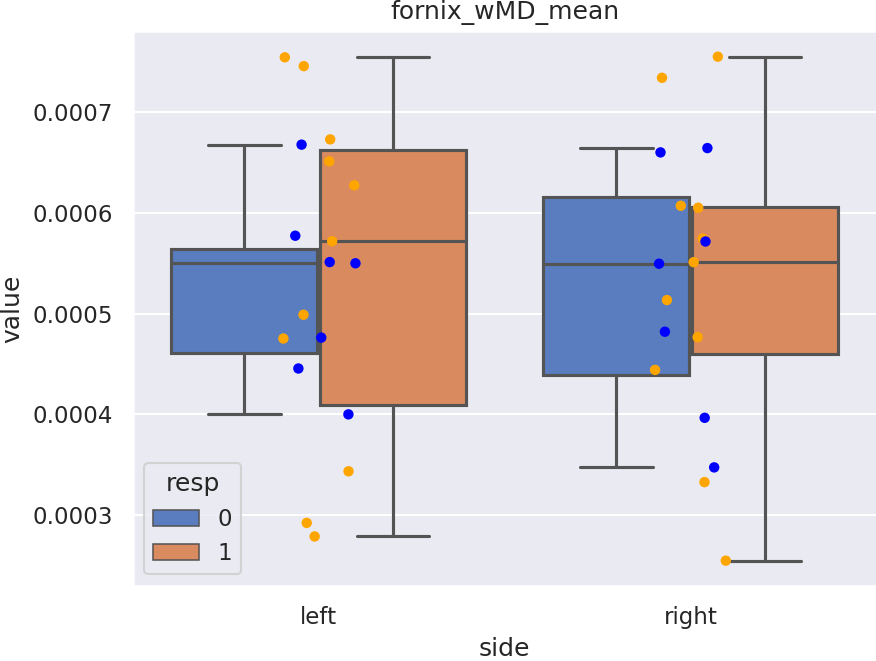 fornix_wMD_mean
0.0007
0.0006
0.0005
0.0004
0.0003
value
resp
0
1
left
right
side